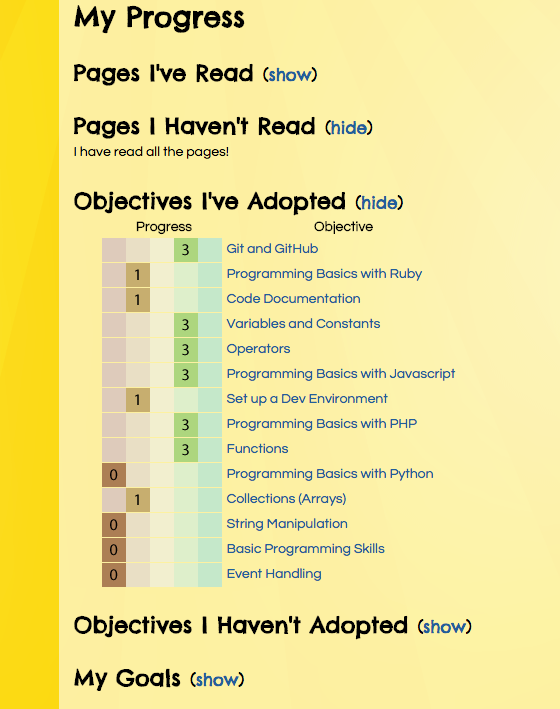 My Progress
Pages I've Read (show)
Pages I Haven't Read (hide)
I have read all the pages!
Objectives I've Adopted (hide)
Progress Objective
3 Git and GitHub
1 Programming Basics with Ruby
1 Code Documentation
3 Variables and Constants
3 Operators
3 Programming Basics with Javascript
1 Set up a Dev Environment
3 Programming Basics with PHP
3 Functions
0 Programming Basics with Python
1 Collections (Arrays)
0 String Manipulation
0 Basic Programming Skills
0 Event Handling
Objectives I Haven't Adopted (show)
My Goals (show)